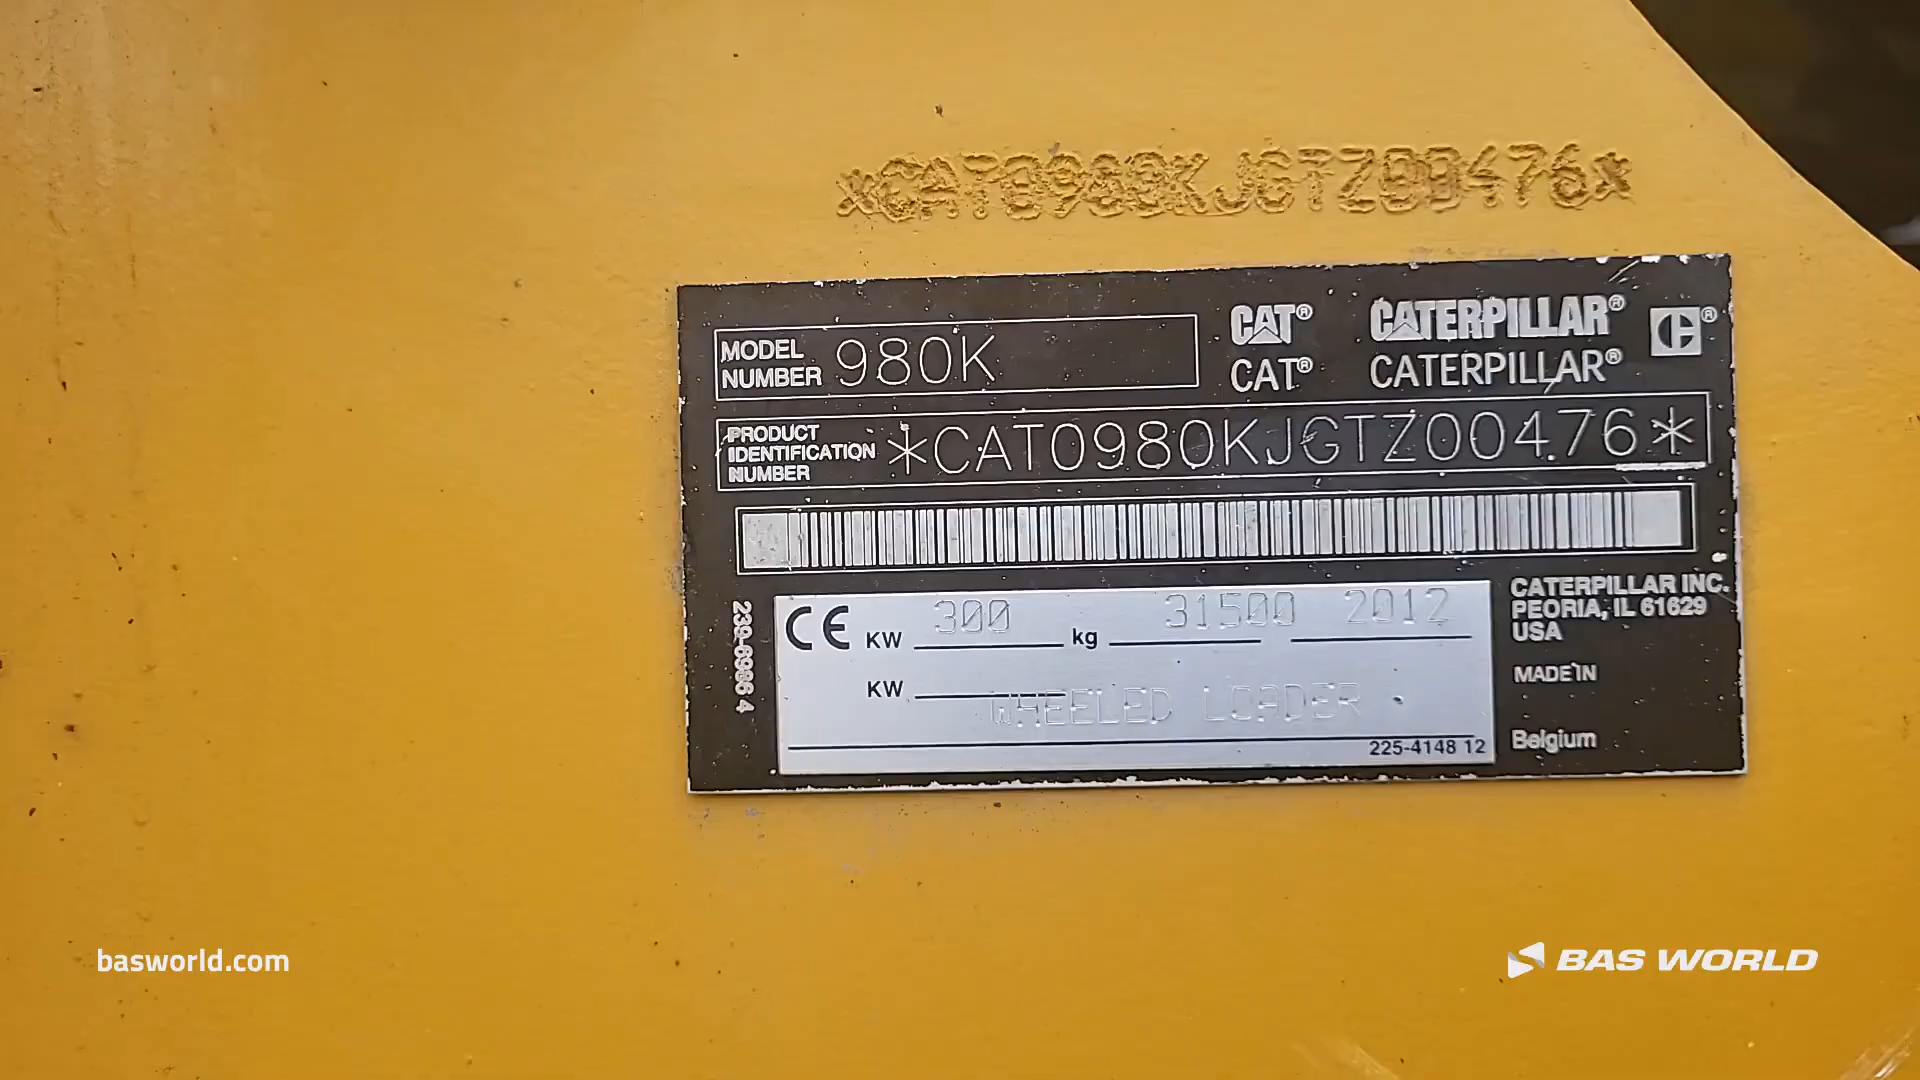 *CAT0980KJGTZ00476*
MODEL NUMBER 980K
CAT® CATERPILLAR® C®
CAT® CATERPILLAR®
PRODUCT IDENTIFICATION NUMBER *CAT0980KJGTZ00476*
CE KW 300 kg 31500 2012
KW
WHEELED LOADER
225-4148 12
239-6986 4
CATERPILLAR INC.
PEORIA, IL 61629
USA
MADE IN
Belgium
basworld.com
BAS WORLD